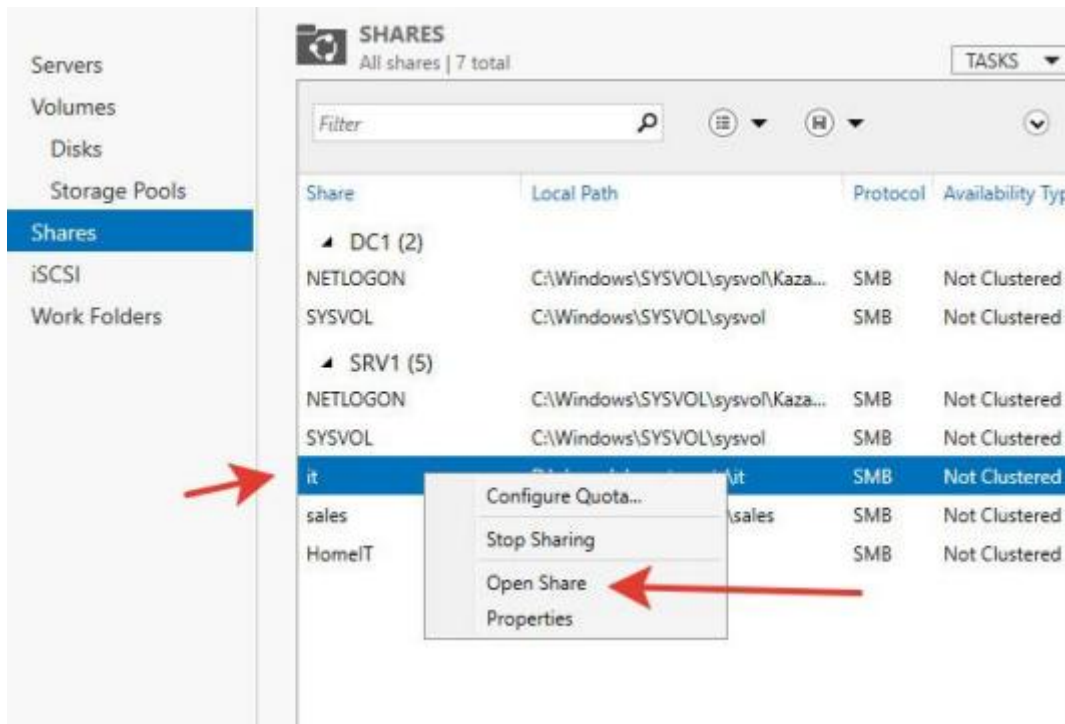 Servers
Volumes
Disks
Storage Pools
Shares
iSCSI
Work Folders
SHARES
All shares | 7 total
TASKS
Filter
Share Local Path Protocol Availability Typ
DC1 (2)
NETLOGON C:\Windows\SYSVOL\sysvol\Kaza... SMB Not Clustered
SYSVOL C:\Windows\SYSVOL\sysvol SMB Not Clustered
SRV1 (5)
NETLOGON C:\Windows\SYSVOL\sysvol\Kaza... SMB Not Clustered
SYSVOL C:\Windows\SYSVOL\sysvol SMB Not Clustered
it \it SMB Not Clustered
sales \sales SMB Not Clustered
HomeIT SMB Not Clustered
Configure Quota...
Stop Sharing
Open Share
Properties